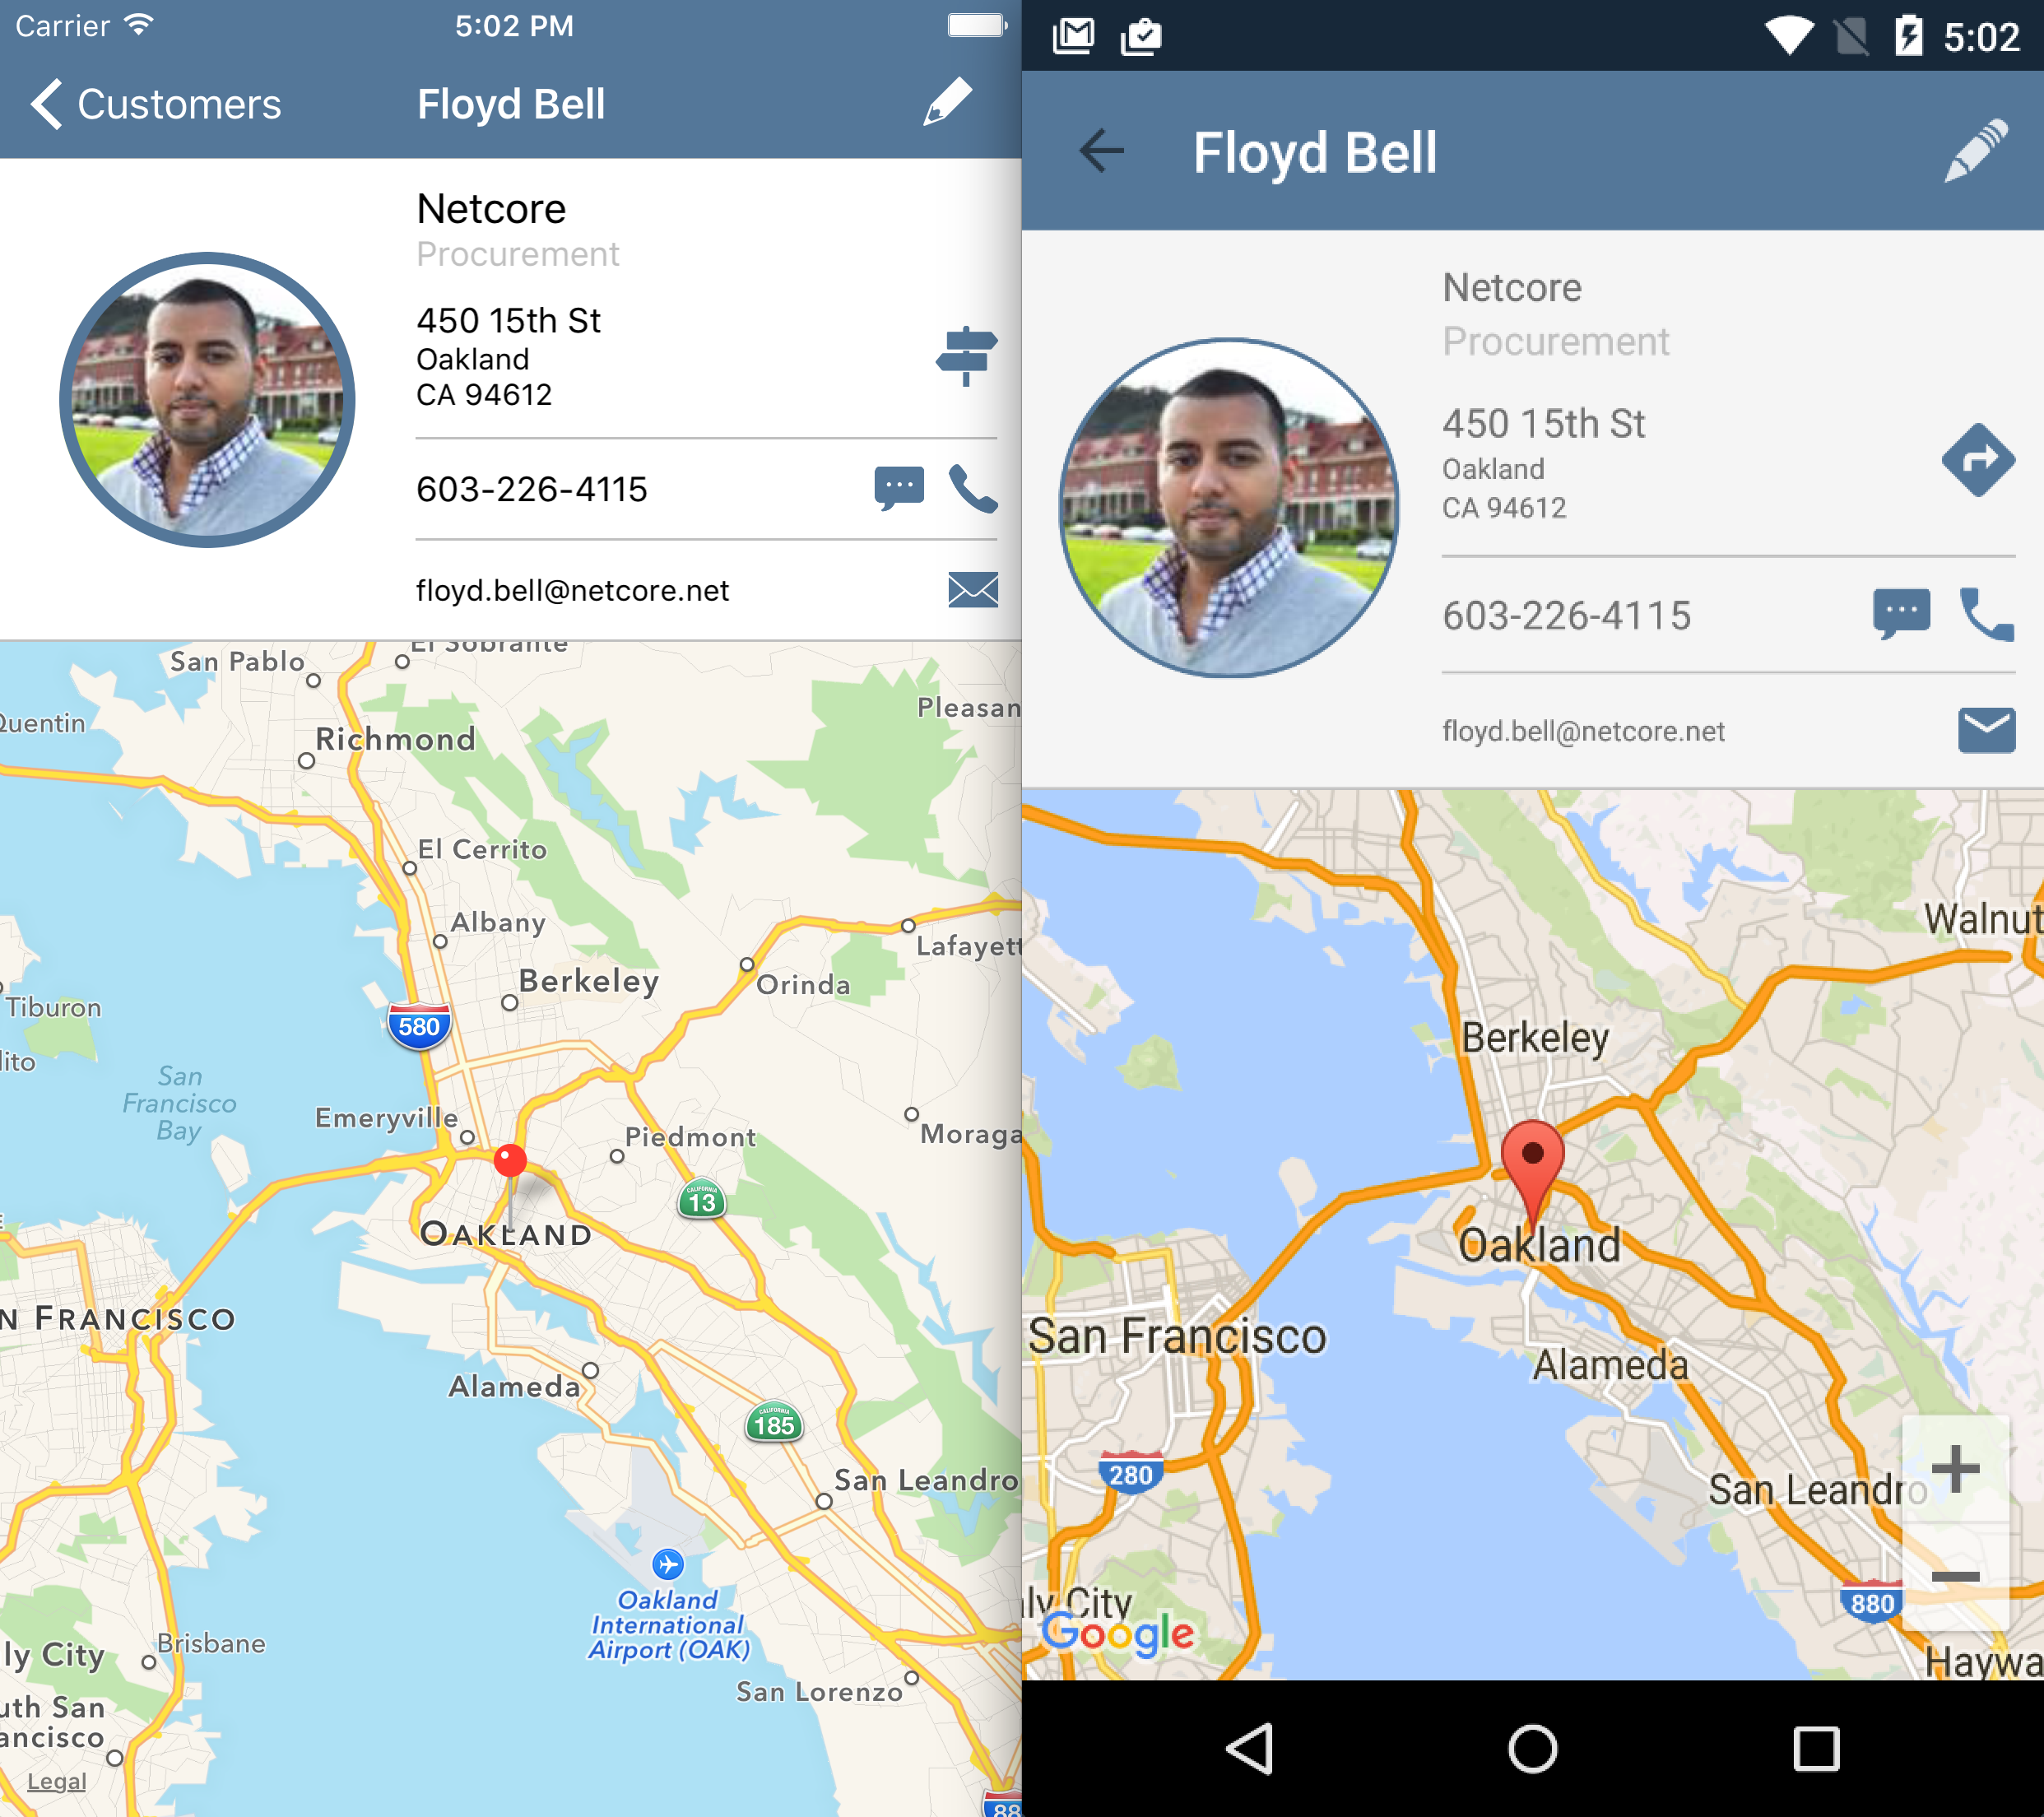 Carrier 5:02 PM
Customers Floyd Bell
Netcore
Procurement
450 15th St
Oakland
CA 94612
603-226-4115
floyd.bell@netcore.net
El Sobrante
San Pablo
Quentin
Pleasan
Richmond
El Cerrito
Albany
Lafayett
Berkeley
Orinda
Tiburon
580
lito
San
Francisco
Bay
Emeryville
Piedmont
Moraga
CALIFORNIA
13
OAKLAND
N FRANCISCO
Alameda
CALIFORNIA
185
San Leandro
Oakland
International
Airport (OAK)
ly City
Brisbane
San Lorenzo
uth San
ancisco
Legal
88
5:02
Floyd Bell
Netcore
Procurement
450 15th St
Oakland
CA 94612
603-226-4115
floyd.bell@netcore.net
Walnut
Berkeley
Oakland
San Francisco
Alameda
280
San Leandro
+
−
880
aly City
Google
Haywa